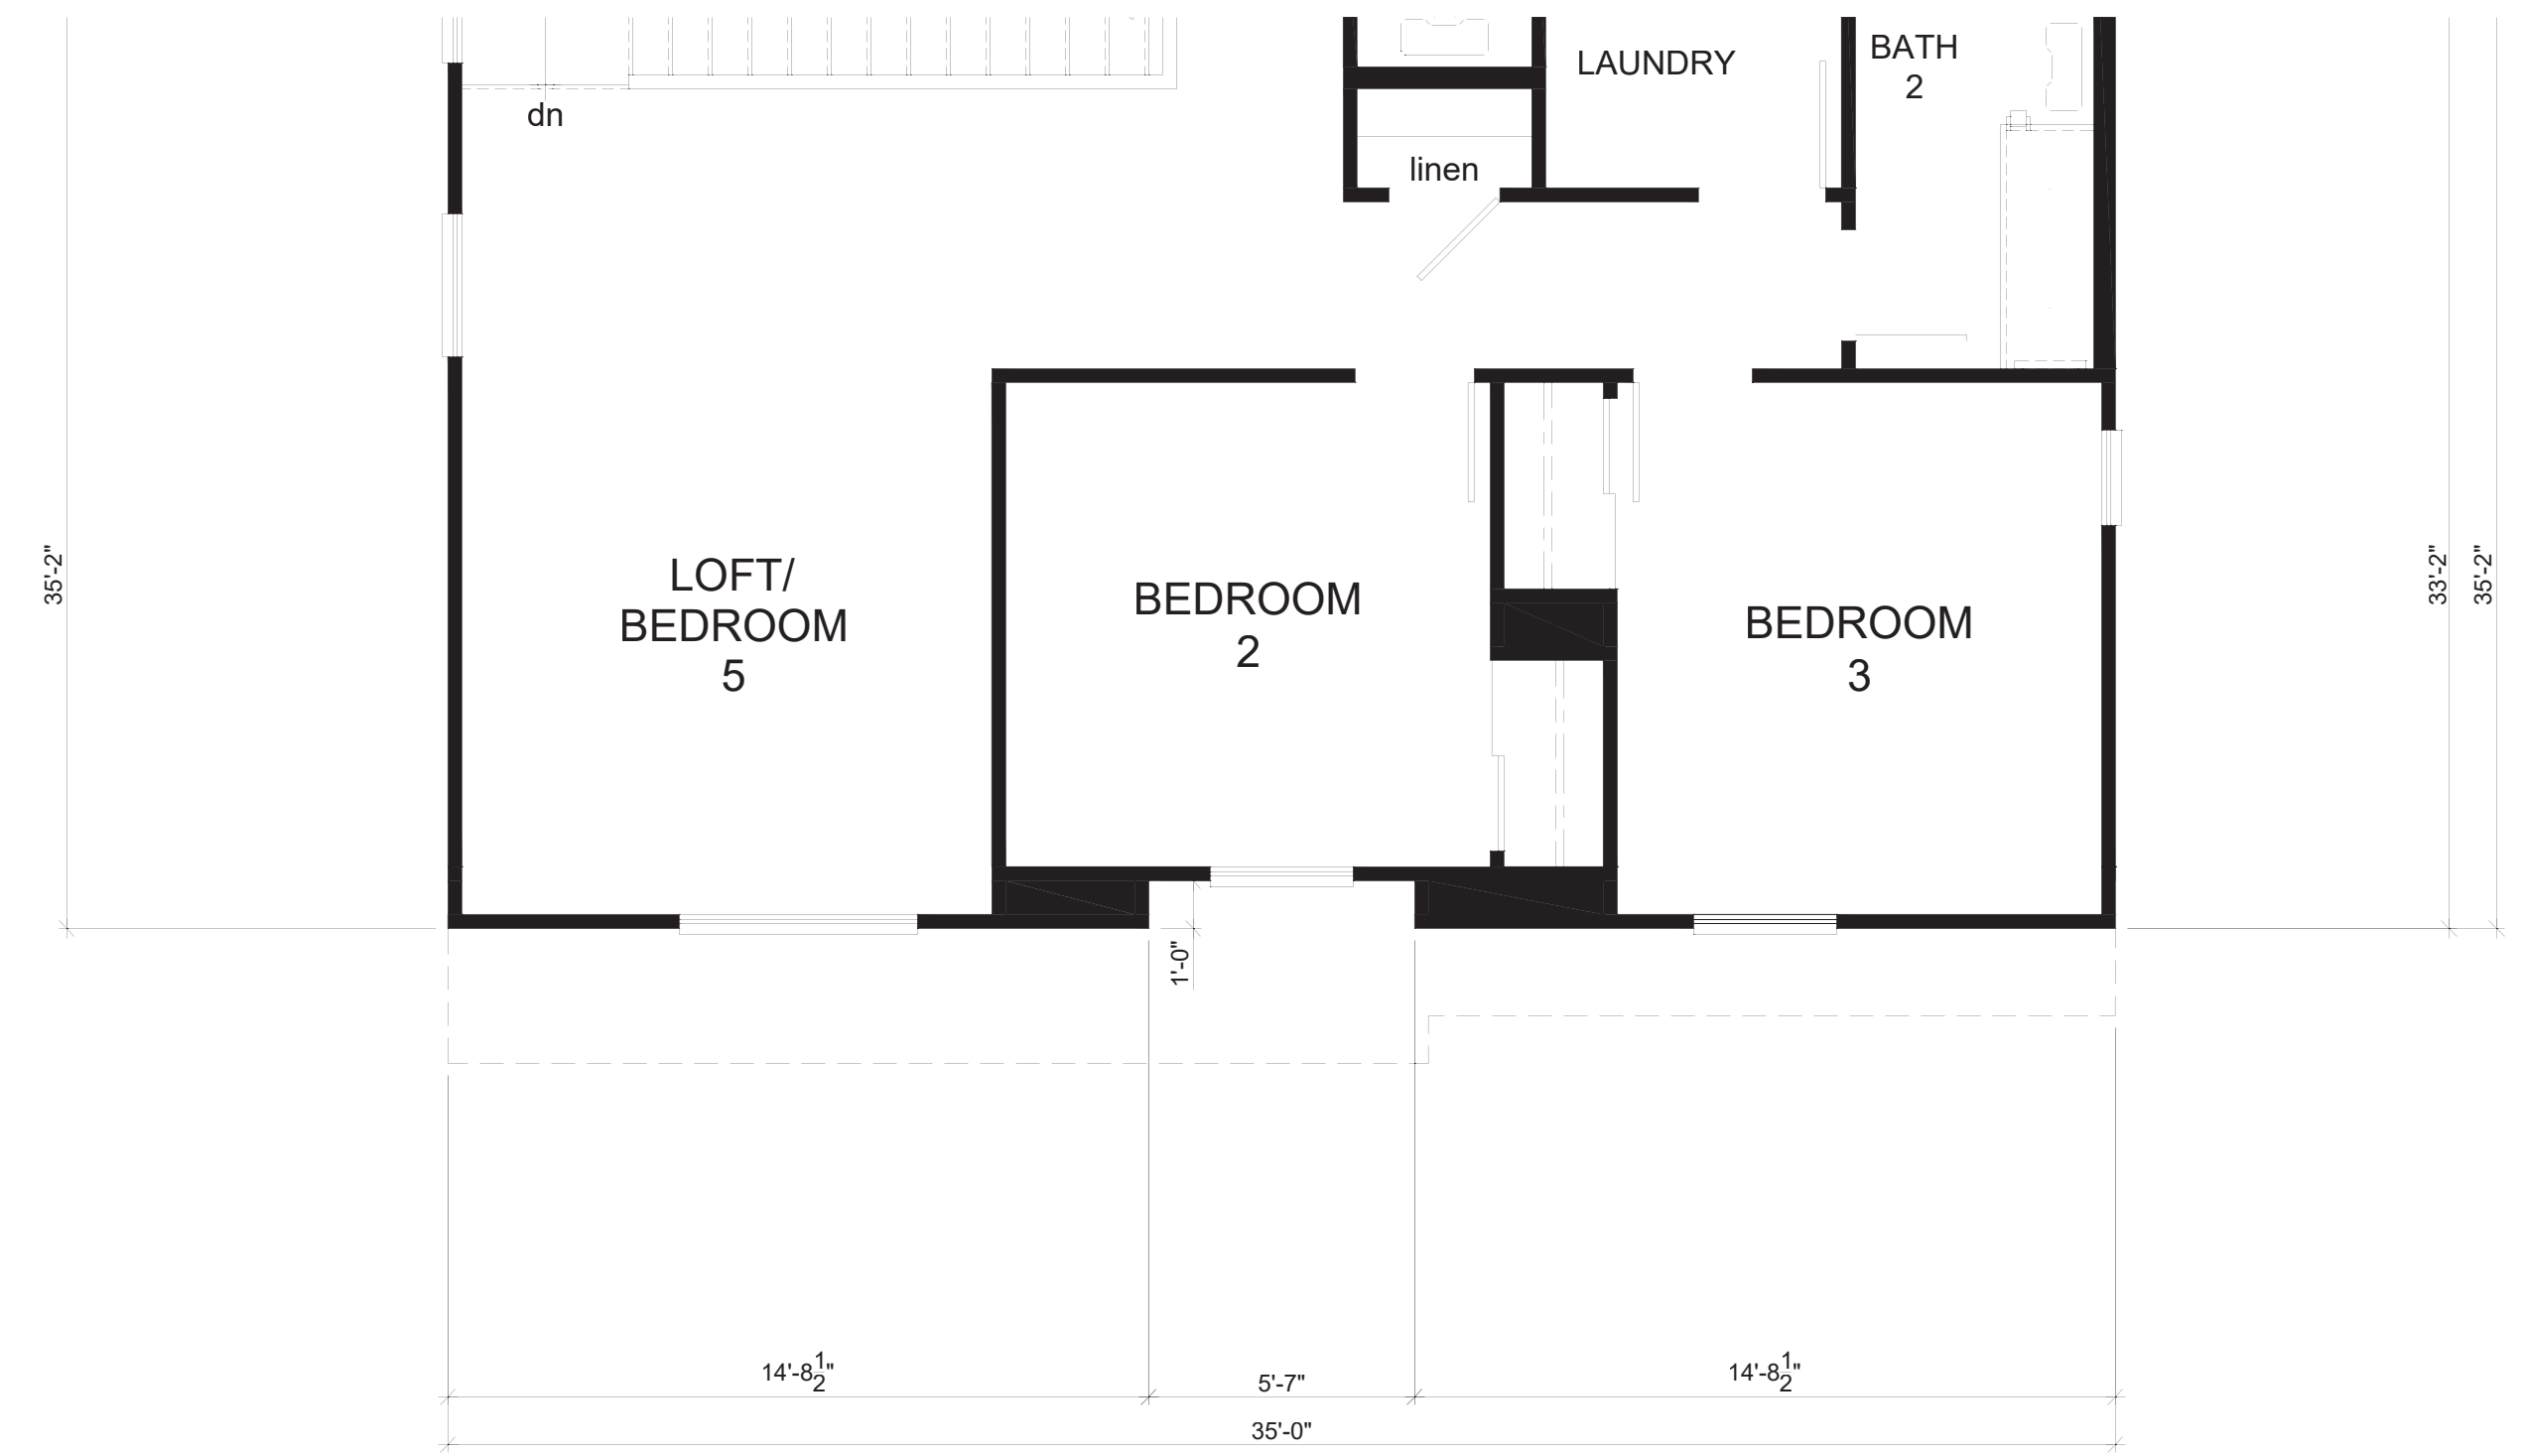 LAUNDRY
BATH
2
dn
linen
LOFT/
BEDROOM
5
BEDROOM
2
BEDROOM
3
35'-2"
33'-2"
35'-2"
1'-0"
14'-8½"
5'-7"
14'-8½"
35'-0"